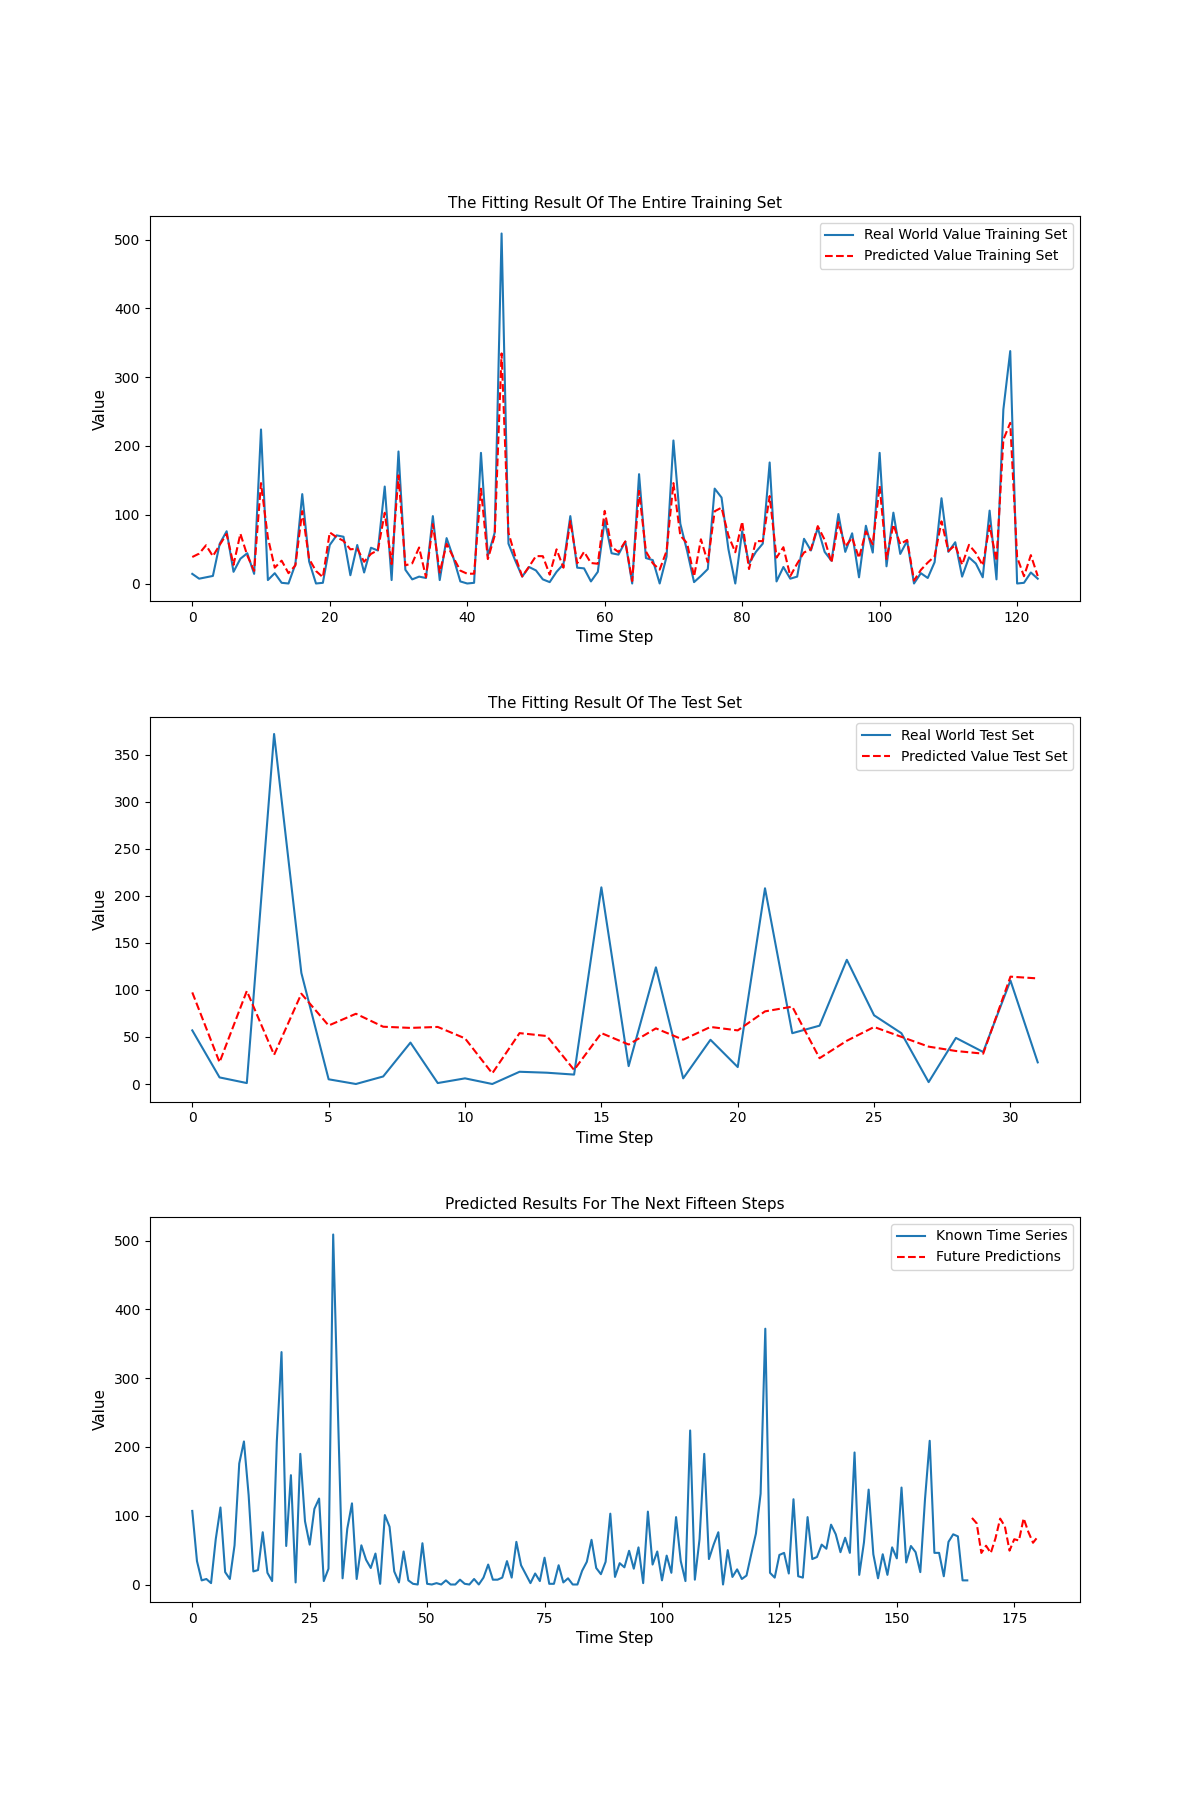 The Fitting Result Of The Entire Training Set
Real World Value Training Set
Predicted Value Training Set
500
400
300
200
100
0
Value
0 20 40 60 80 100 120
Time Step
The Fitting Result Of The Test Set
Real World Test Set
Predicted Value Test Set
350
300
250
200
150
100
50
0
Value
0 5 10 15 20 25 30
Time Step
Predicted Results For The Next Fifteen Steps
Known Time Series
Future Predictions
500
400
300
200
100
0
Value
0 25 50 75 100 125 150 175
Time Step